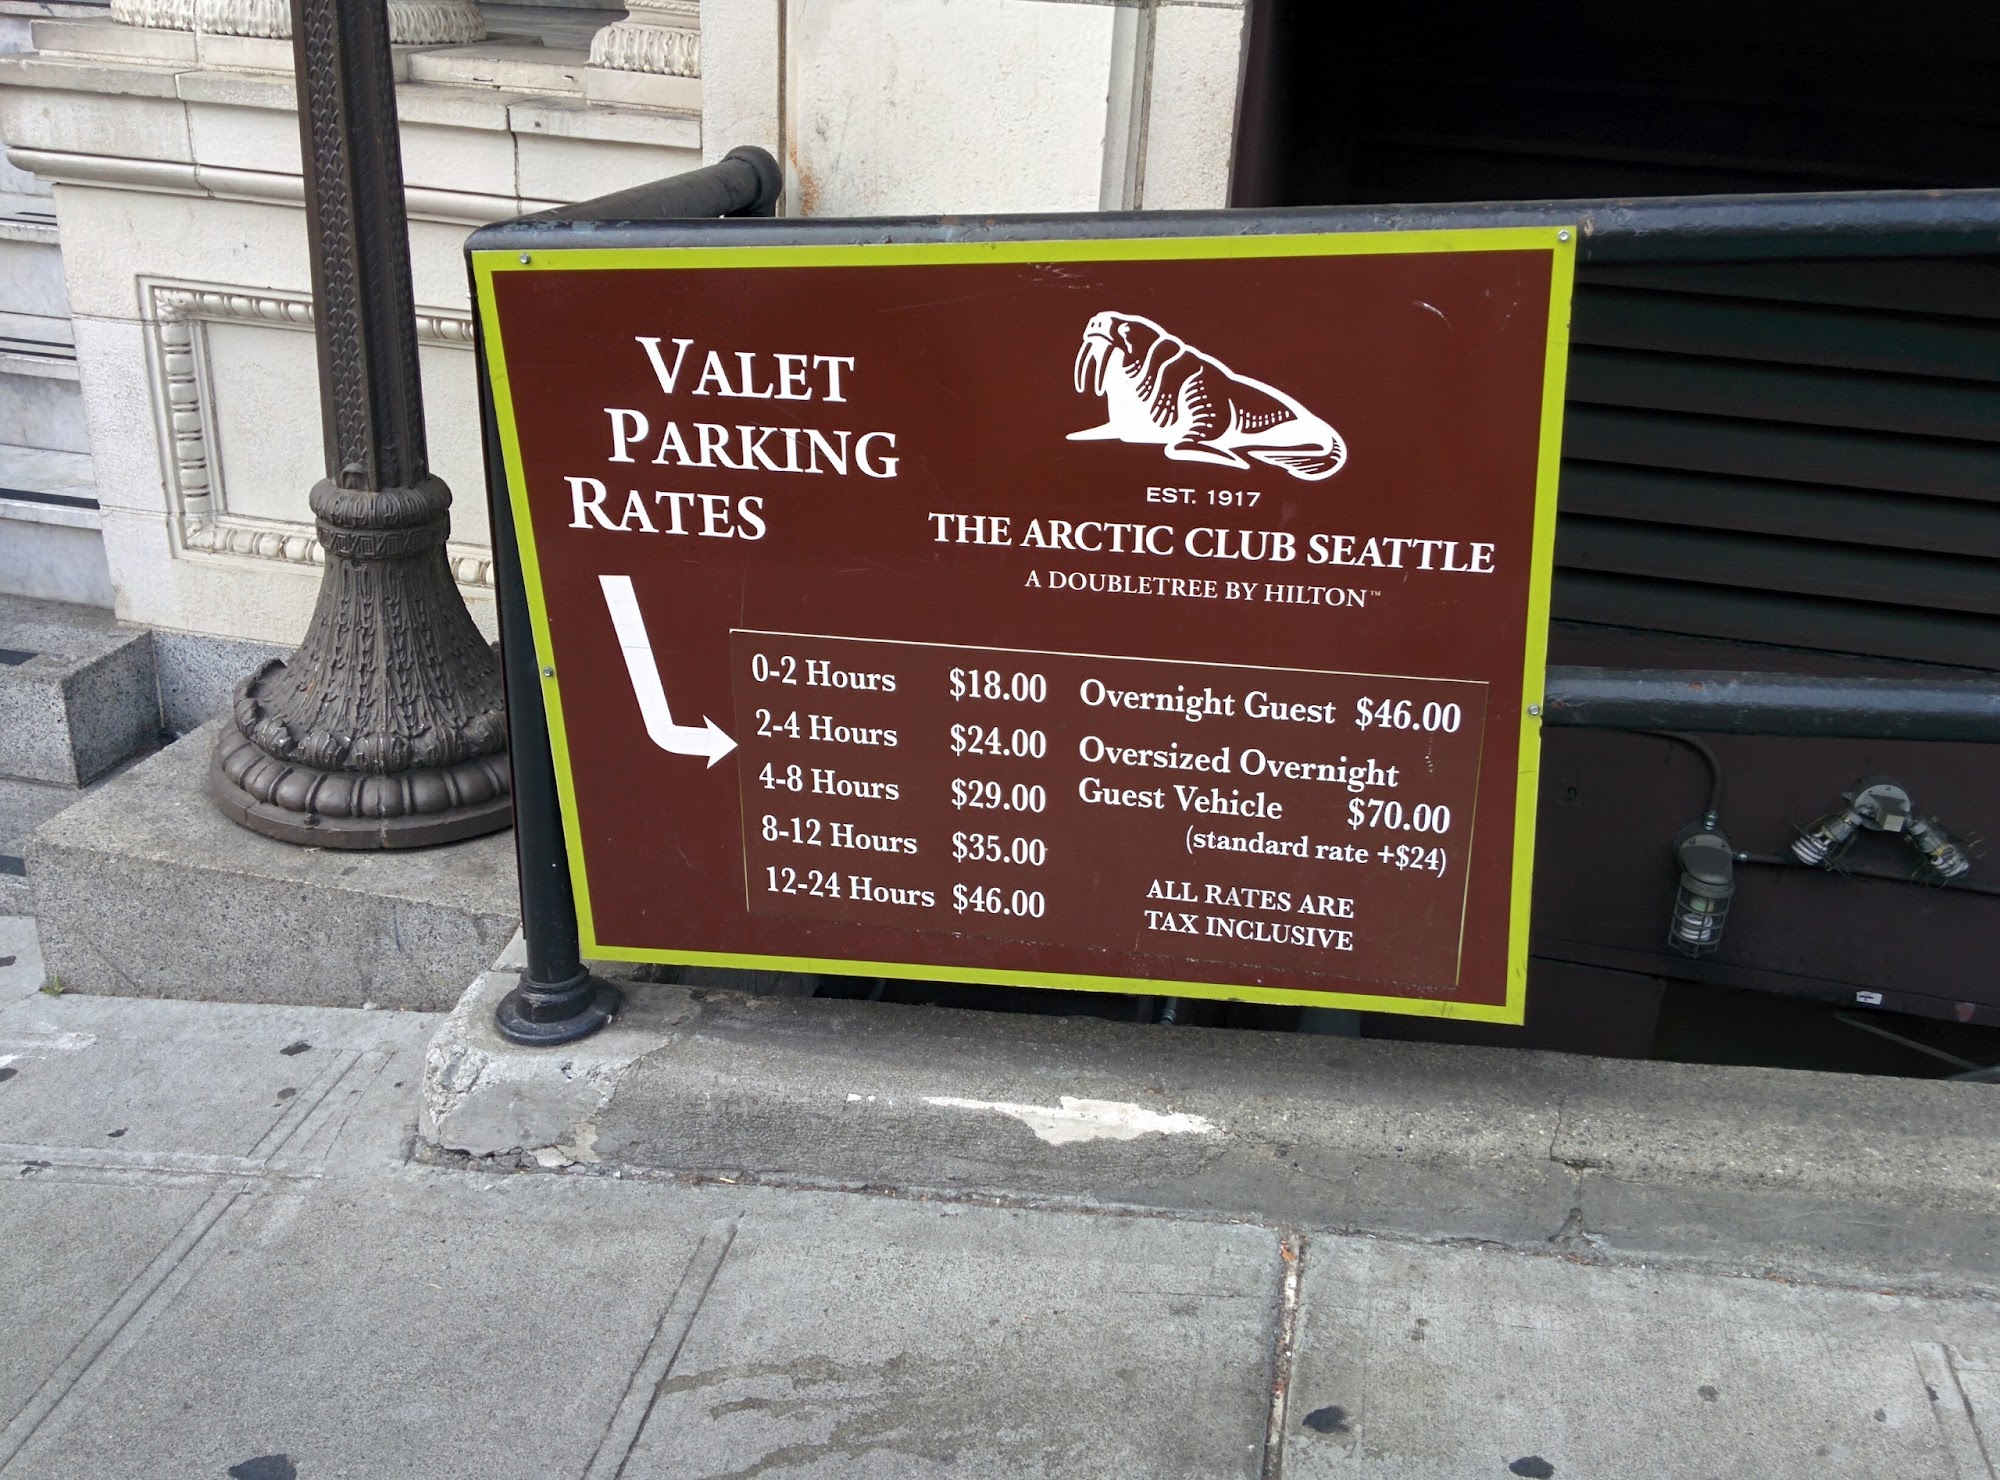 VALET
PARKING
RATES
EST. 1917
THE ARCTIC CLUB SEATTLE
A DOUBLETREE BY HILTON™
0-2 Hours $18.00
2-4 Hours $24.00
4-8 Hours $29.00
8-12 Hours $35.00
12-24 Hours $46.00
Overnight Guest $46.00
Oversized Overnight
Guest Vehicle $70.00
(standard rate +$24)
ALL RATES ARE
TAX INCLUSIVE